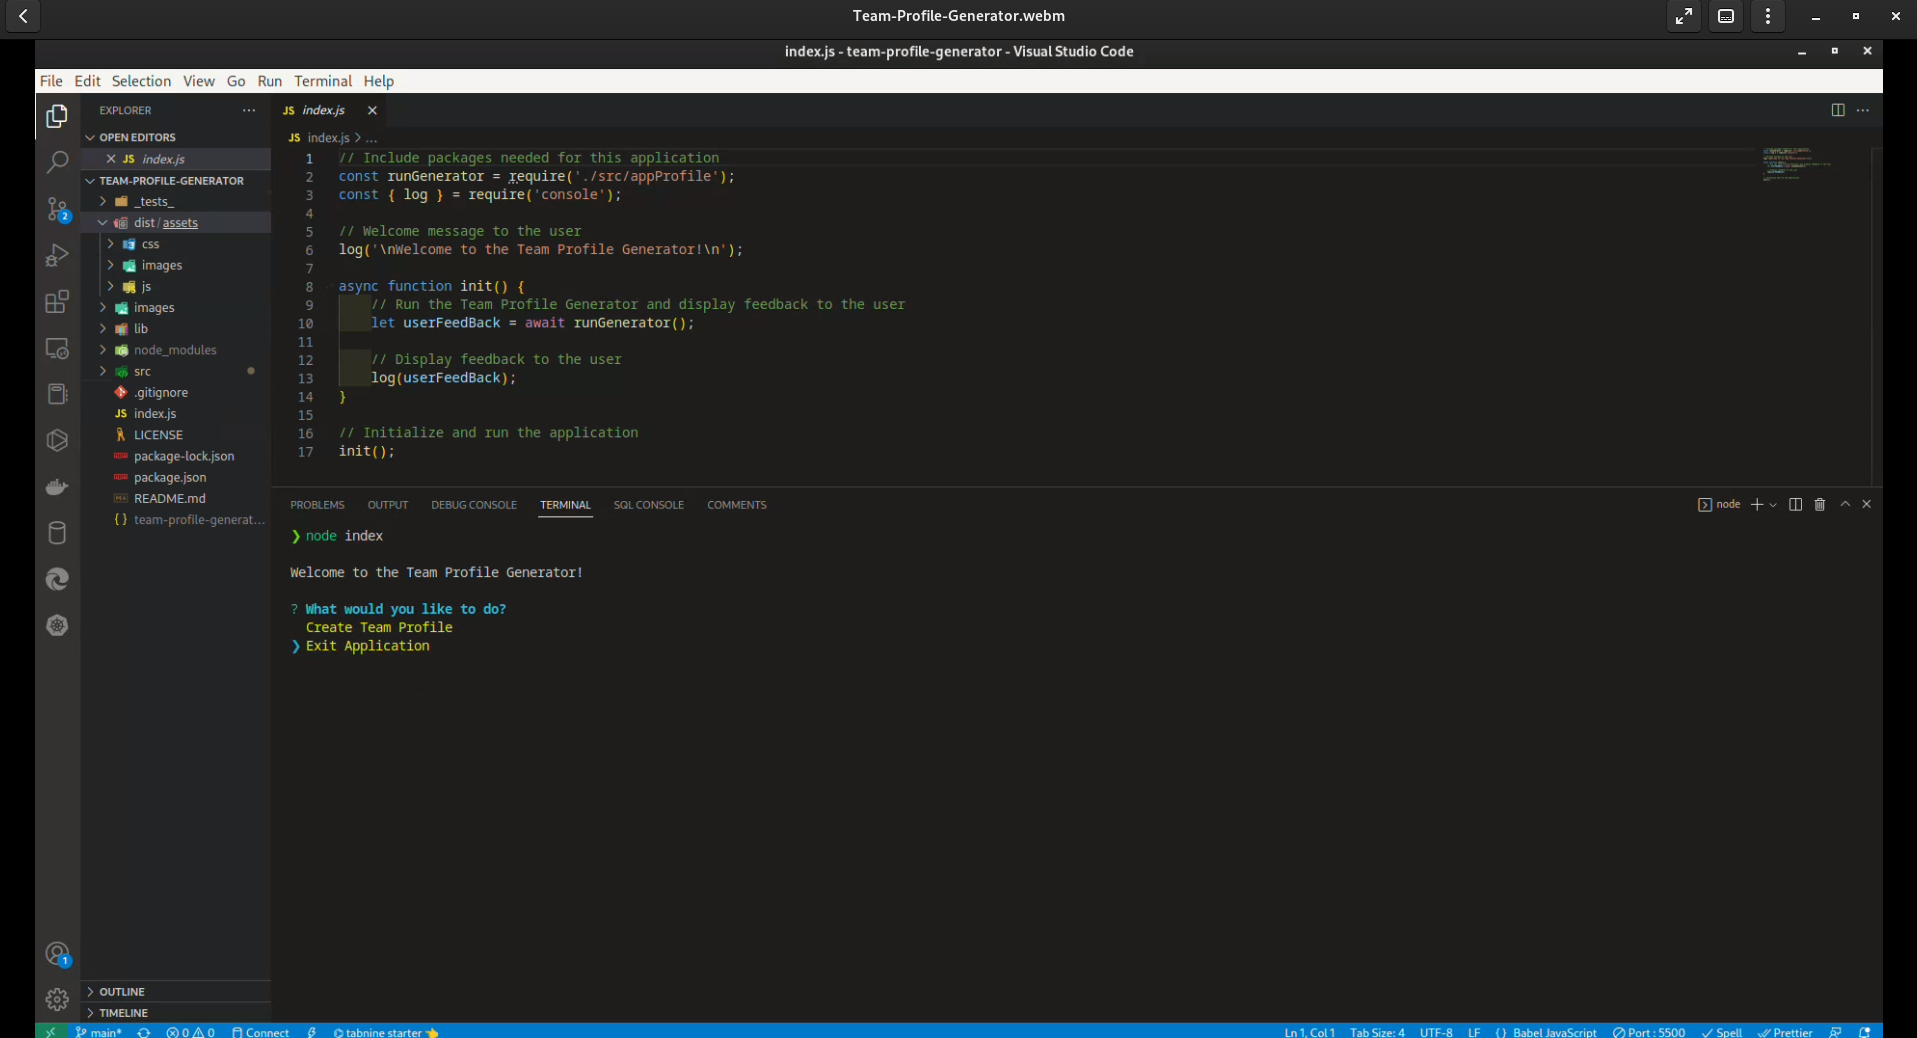 Team-Profile-Generator.webm
index.js - team-profile-generator - Visual Studio Code
File Edit Selection View Go Run Terminal Help
EXPLORER
OPEN EDITORS
JS index.js
TEAM-PROFILE-GENERATOR
_tests_
dist/assets
css
images
js
images
lib
node_modules
src
.gitignore
JS index.js
LICENSE
package-lock.json
package.json
README.md
{} team-profile-generat...
OUTLINE
TIMELINE
2
1
JS index.js
JS index.js > ...
1 // Include packages needed for this application
2 const runGenerator = require('./src/appProfile');
3 const { log } = require('console');
4
5 // Welcome message to the user
6 log('\nWelcome to the Team Profile Generator!\n');
7
8 async function init() {
9 // Run the Team Profile Generator and display feedback to the user
10 let userFeedBack = await runGenerator();
11
12 // Display feedback to the user
13 log(userFeedBack);
14 }
15
16 // Initialize and run the application
17 init();
PROBLEMS OUTPUT DEBUG CONSOLE TERMINAL SQL CONSOLE COMMENTS
node
❯ node index
Welcome to the Team Profile Generator!
? What would you like to do?
Create Team Profile
❯ Exit Application
main* 0 0 Connect tabnine starter Ln 1, Col 1 Tab Size: 4 UTF-8 LF {} Babel JavaScript Port : 5500 Spell Prettier